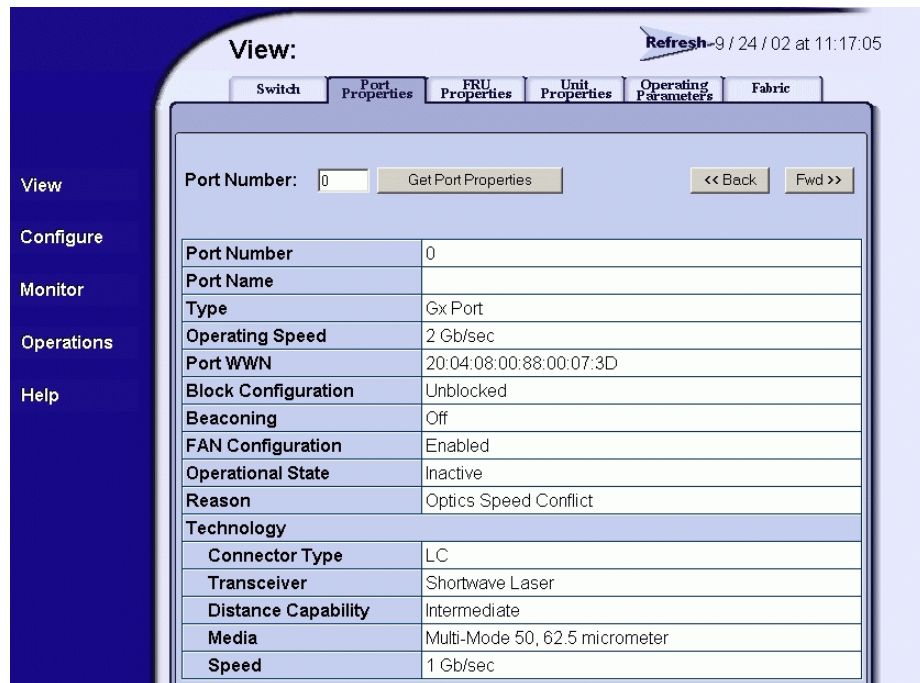 View:
Refresh-9 / 24 / 02 at 11:17:05
Switch
Port Properties
FRU Properties
Unit Properties
Operating Parameters
Fabric
View
Configure
Monitor
Operations
Help
Port Number: 0 Get Port Properties << Back Fwd >>
Port Number 0
Port Name
Type Gx Port
Operating Speed 2 Gb/sec
Port WWN 20:04:08:00:88:00:07:3D
Block Configuration Unblocked
Beaconing Off
FAN Configuration Enabled
Operational State Inactive
Reason Optics Speed Conflict
Technology
Connector Type LC
Transceiver Shortwave Laser
Distance Capability Intermediate
Media Multi-Mode 50, 62.5 micrometer
Speed 1 Gb/sec